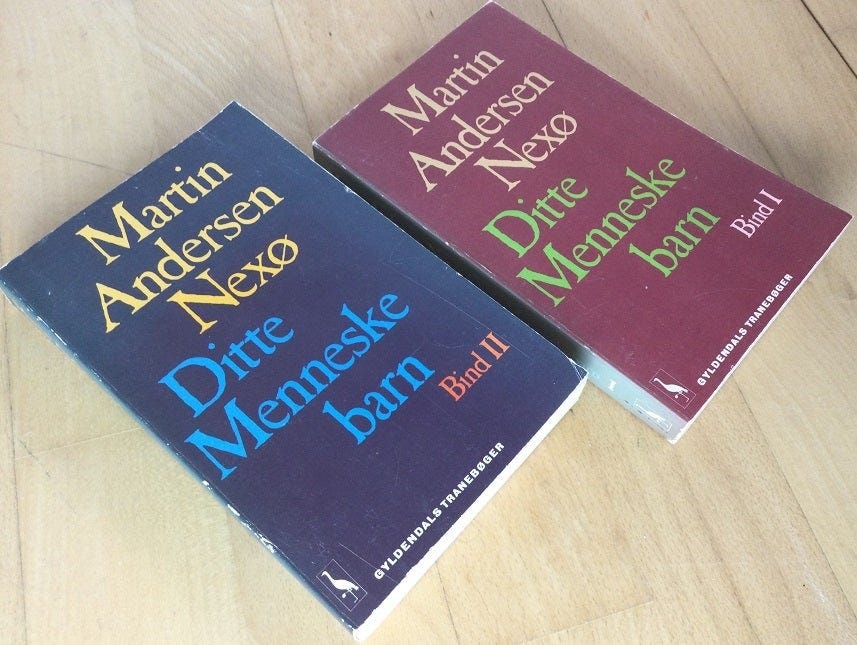 Martin
Andersen
Nexø
Ditte
Menneske
barn
Bind II
GYLDENDALS TRANEBØGER
Martin
Andersen
Nexø
Ditte
Menneske
barn
Bind I
GYLDENDALS TRANEBØGER
1